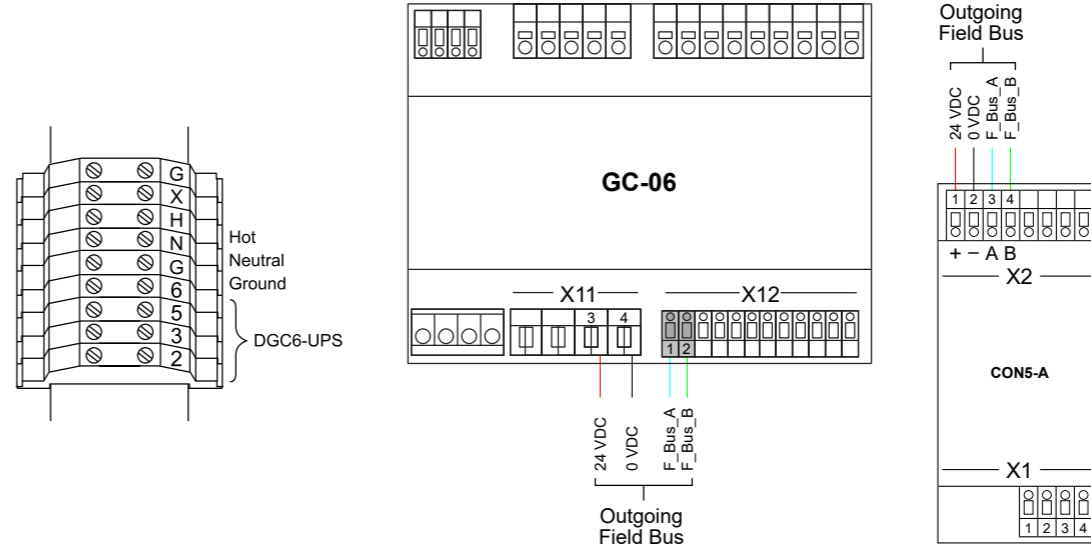 G
X
H
N
G
6
5
3
2
Hot
Neutral
Ground
DGC6-UPS
GC-06
X11
3 4
X12
1 2
24 VDC
0 VDC
F_Bus_A
F_Bus_B
Outgoing
Field Bus
Outgoing
Field Bus
24 VDC
0 VDC
F_Bus_A
F_Bus_B
1 2 3 4
+ − A B
X2
CON5-A
X1
1 2 3 4